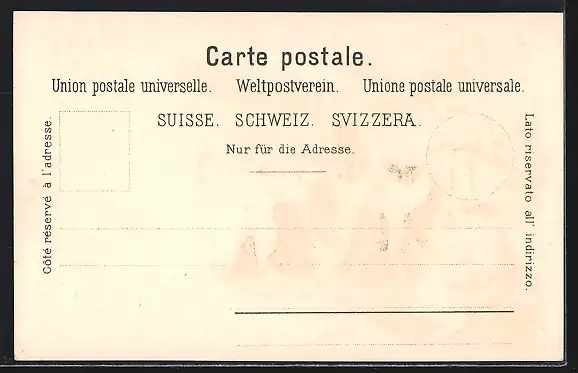 Carte postale.
Union postale universelle. Weltpostverein. Unione postale universale.
SUISSE. SCHWEIZ. SVIZZERA.
Nur für die Adresse.
Côté réservé à l'adresse.
Lato riservato all' indirizzo.